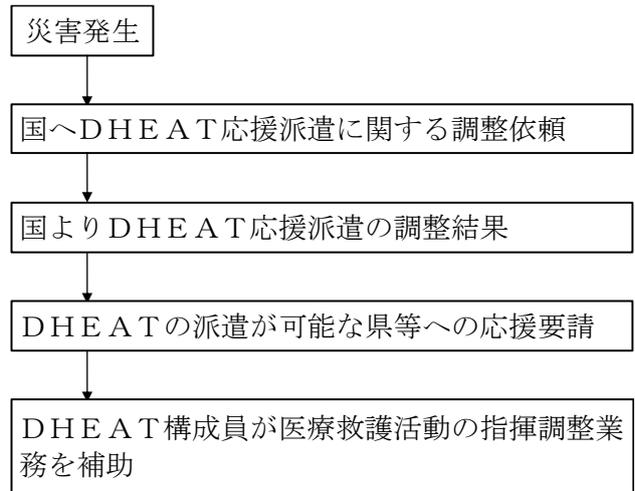 災害発生
国へＤＨＥＡＴ応援派遣に関する調整依頼
国よりＤＨＥＡＴ応援派遣の調整結果
ＤＨＥＡＴの派遣が可能な県等への応援要請
ＤＨＥＡＴ構成員が医療救護活動の指揮調整業
務を補助